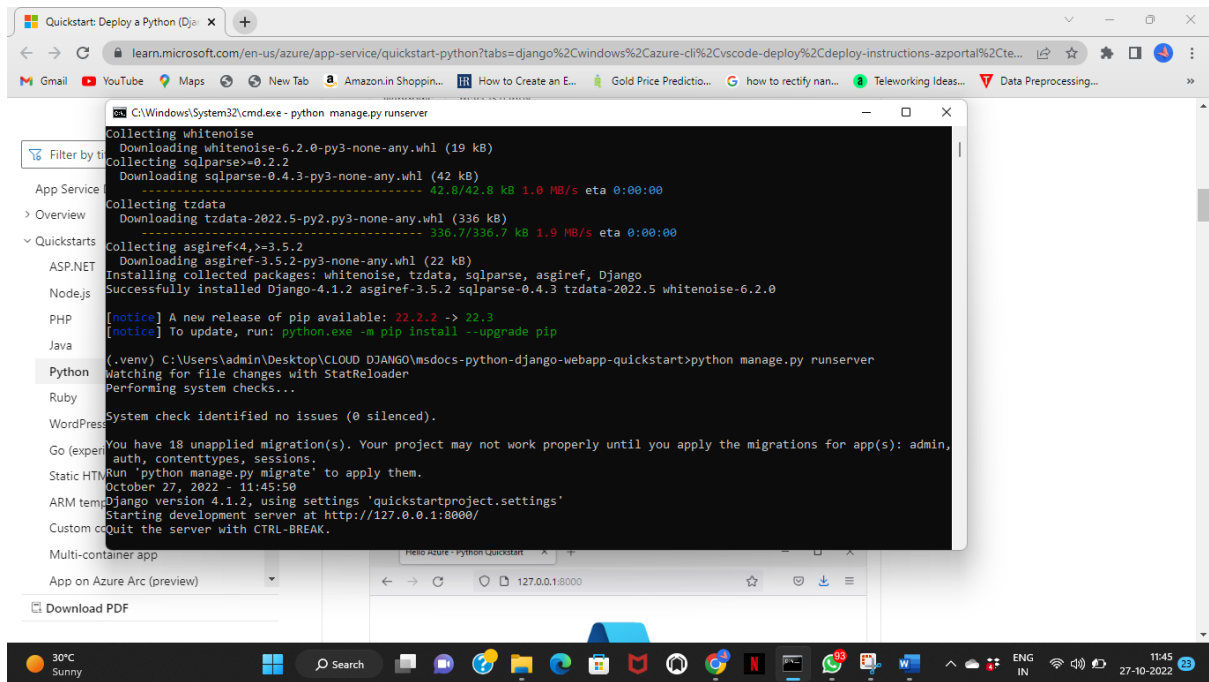 Quickstart: Deploy a Python (Dja
learn.microsoft.com/en-us/azure/app-service/quickstart-python?tabs=django%2Cwindows%2Cazure-cli%2Cvscode-deploy%2Cdeploy-instructions-azportal%2Cte...
Gmail YouTube Maps New Tab Amazon.in Shoppin... How to Create an E... Gold Price Predictio... how to rectify nan... Teleworking Ideas... Data Preprocessing... »
C:\Windows\System32\cmd.exe - python manage.py runserver
Collecting whitenoise
Downloading whitenoise-6.2.0-py3-none-any.whl (19 kB)
Collecting sqlparse>=0.2.2
Downloading sqlparse-0.4.3-py3-none-any.whl (42 kB)
---------------------------------------- 42.8/42.8 kB 1.0 MB/s eta 0:00:00
Collecting tzdata
Downloading tzdata-2022.5-py2.py3-none-any.whl (336 kB)
---------------------------------------- 336.7/336.7 kB 1.9 MB/s eta 0:00:00
Collecting asgiref<4,>=3.5.2
Downloading asgiref-3.5.2-py3-none-any.whl (22 kB)
Installing collected packages: whitenoise, tzdata, sqlparse, asgiref, Django
Successfully installed Django-4.1.2 asgiref-3.5.2 sqlparse-0.4.3 tzdata-2022.5 whitenoise-6.2.0
[notice] A new release of pip available: 22.2.2 -> 22.3
[notice] To update, run: python.exe -m pip install --upgrade pip
(.venv) C:\Users\admin\Desktop\CLOUD DJANGO\msdocs-python-django-webapp-quickstart>python manage.py runserver
Watching for file changes with StatReloader
Performing system checks...
System check identified no issues (0 silenced).
You have 18 unapplied migration(s). Your project may not work properly until you apply the migrations for app(s): admin,
auth, contenttypes, sessions.
Run 'python manage.py migrate' to apply them.
October 27, 2022 - 11:45:50
Django version 4.1.2, using settings 'quickstartproject.settings'
Starting development server at http://127.0.0.1:8000/
Quit the server with CTRL-BREAK.
Filter by ti
App Service
Overview
Quickstarts
ASP.NET
Node.js
PHP
Java
Python
Ruby
WordPress
Go (experi
Static HTM
ARM temp
Custom co
Multi-container app
App on Azure Arc (preview)
Download PDF
Hello Azure - Python Quickstart
127.0.0.1:8000
30°C
Sunny
Search
93
ENG
IN
11:45
27-10-2022
23